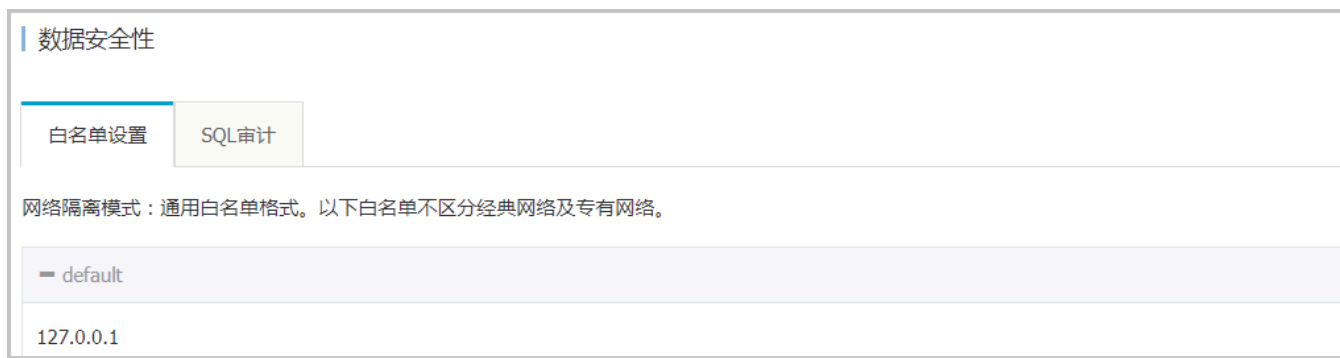 数据安全性
白名单设置 SQL审计
网络隔离模式：通用白名单格式。以下白名单不区分经典网络及专有网络。
default
127.0.0.1